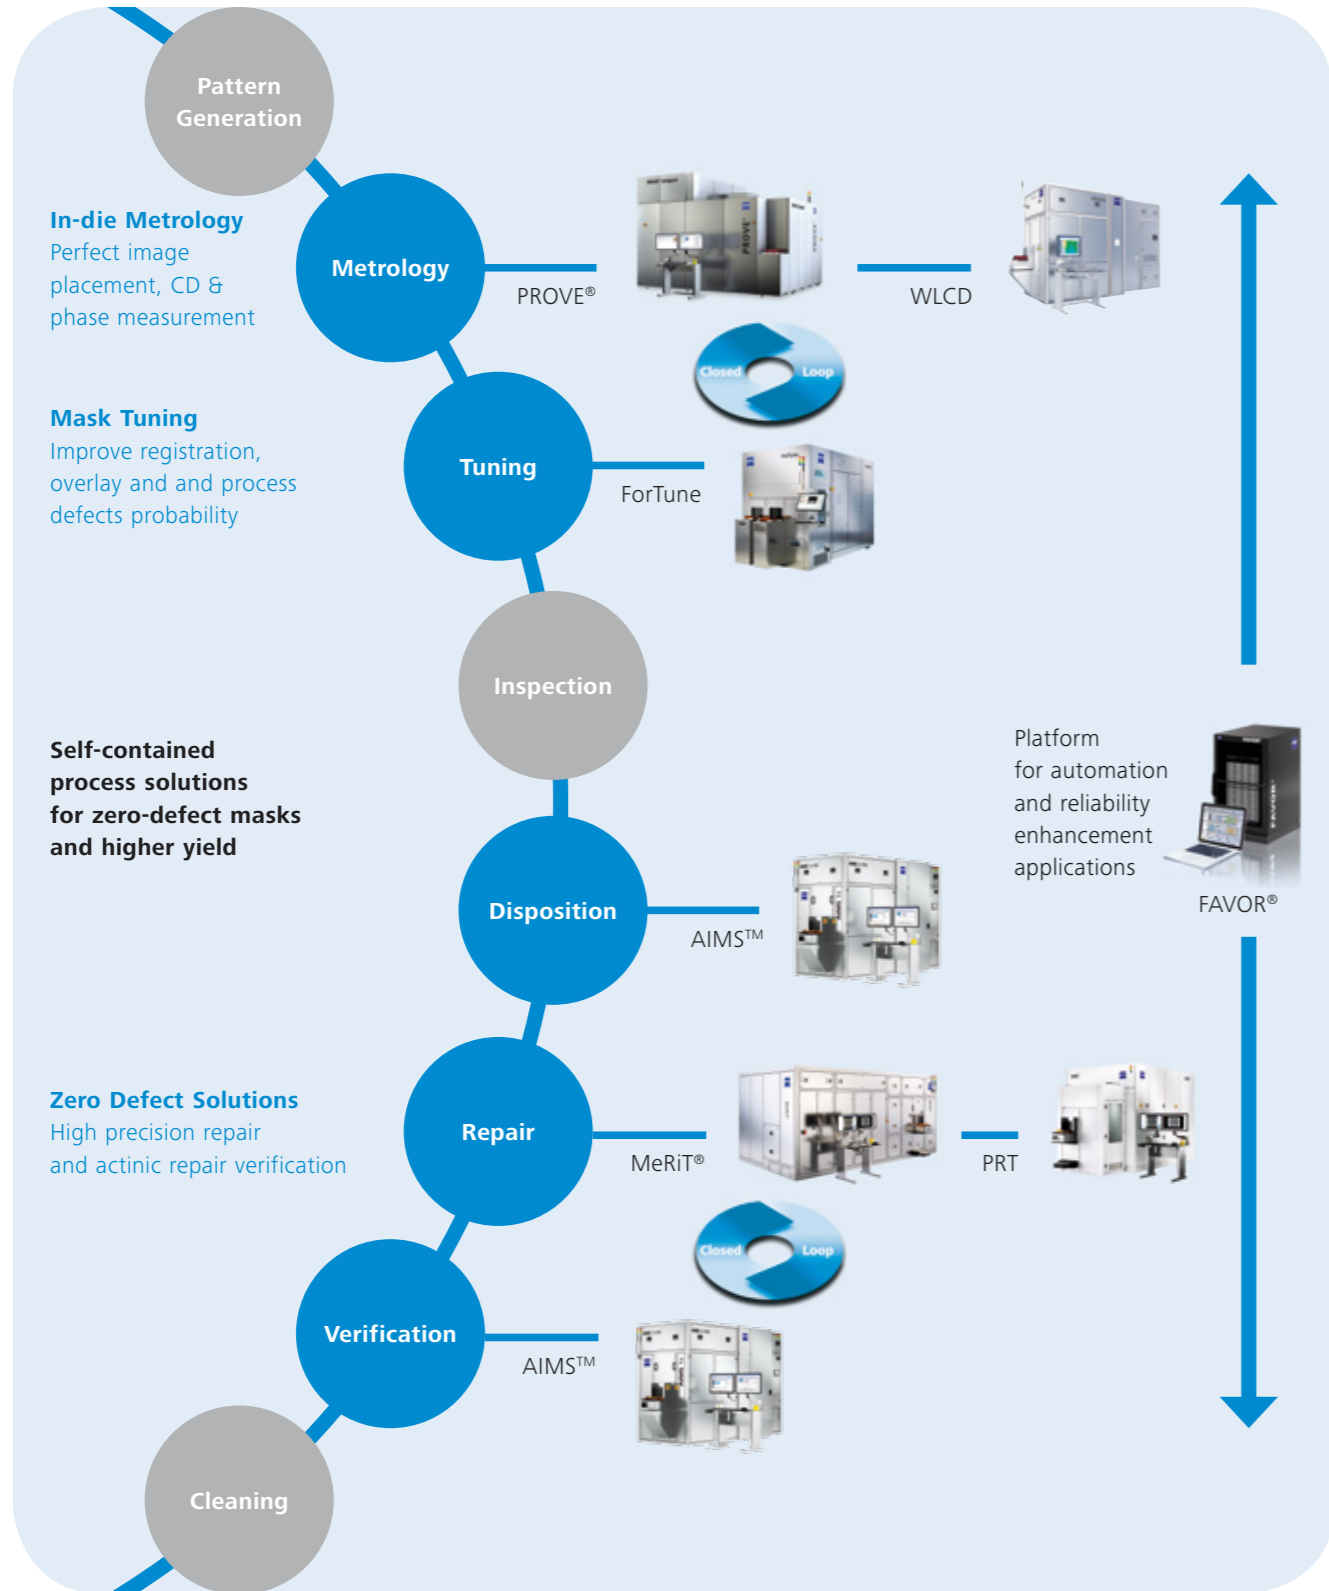 Pattern
Generation
In-die Metrology
Perfect image
placement, CD &
phase measurement
Metrology
PROVE®
PROVE®
WLCD
Closed Loop
Mask Tuning
Improve registration,
overlay and and process
defects probability
Tuning
ForTune
Inspection
Self-contained
process solutions
for zero-defect masks
and higher yield
Platform
for automation
and reliability
enhancement
applications
FAVOR®
FAVOR®
Disposition
AIMS™
Zero Defect Solutions
High precision repair
and actinic repair verification
Repair
MeRiT®
PRT
Closed Loop
Verification
AIMS™
Cleaning